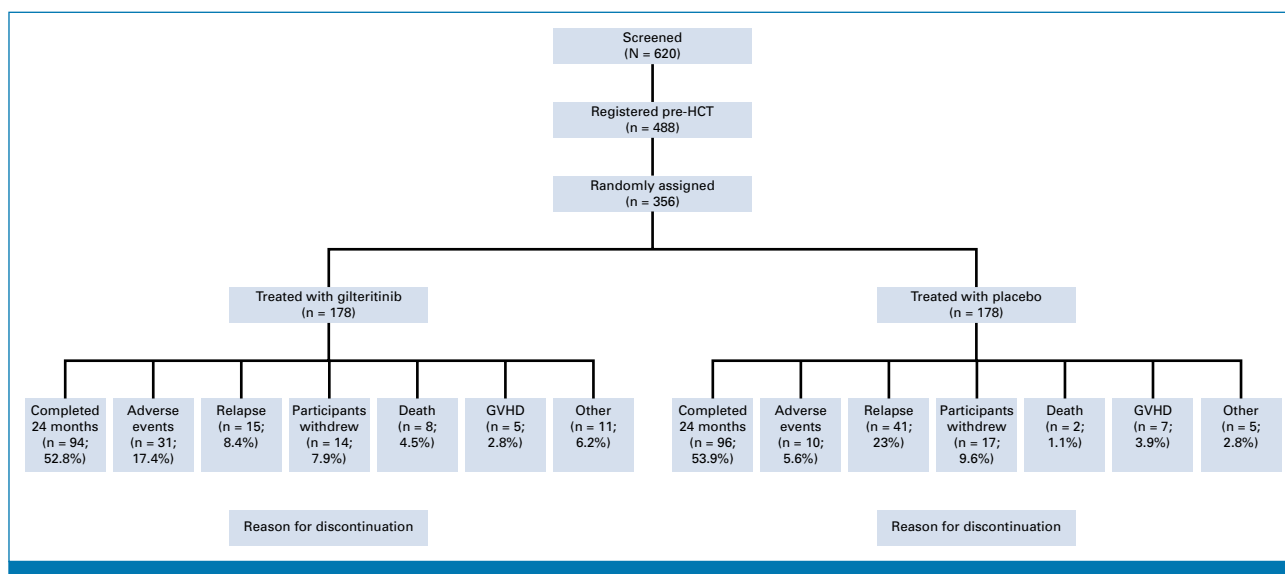 Screened
(N = 620)
Registered pre-HCT
(n = 488)
Randomly assigned
(n = 356)
Treated with gilteritinib
(n = 178)
Treated with placebo
(n = 178)
Completed
24 months
(n = 94;
52.8%)
Adverse
events
(n = 31;
17.4%)
Relapse
(n = 15;
8.4%)
Participants
withdrew
(n = 14;
7.9%)
Death
(n = 8;
4.5%)
GVHD
(n = 5;
2.8%)
Other
(n = 11;
6.2%)
Completed
24 months
(n = 96;
53.9%)
Adverse
events
(n = 10;
5.6%)
Relapse
(n = 41;
23%)
Participants
withdrew
(n = 17;
9.6%)
Death
(n = 2;
1.1%)
GVHD
(n = 7;
3.9%)
Other
(n = 5;
2.8%)
Reason for discontinuation
Reason for discontinuation